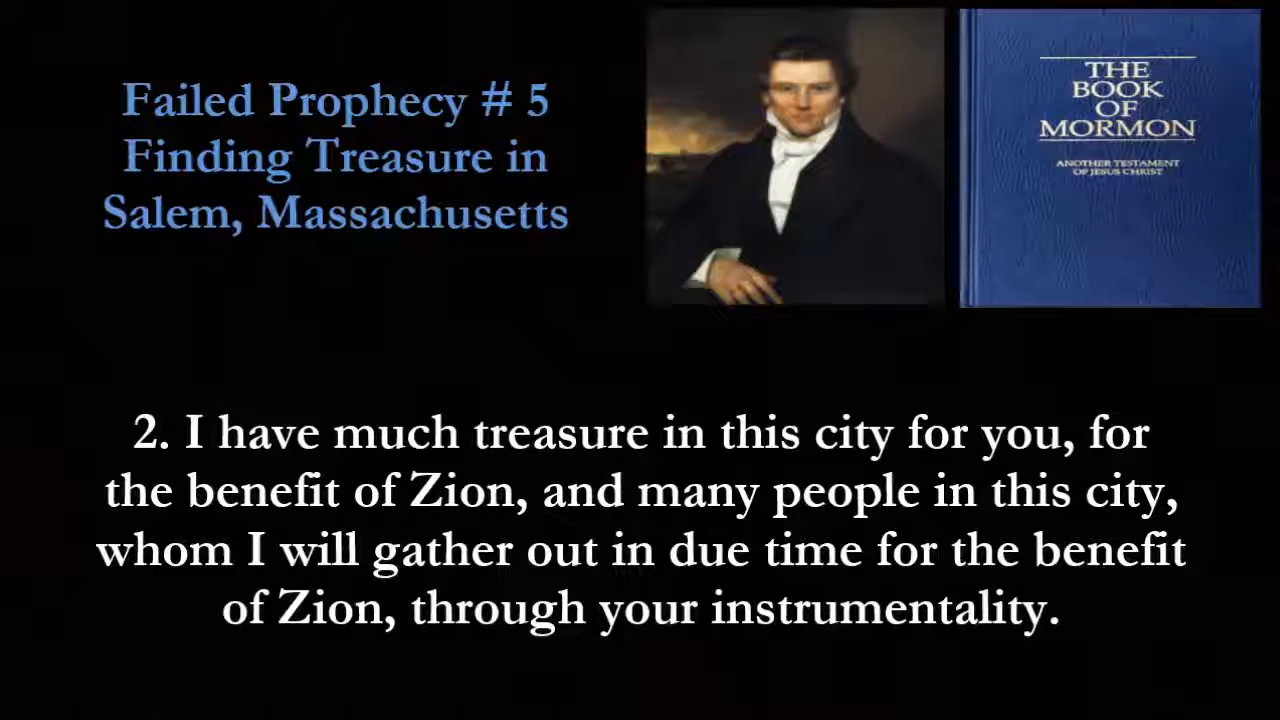 Failed Prophecy # 5
Finding Treasure in
Salem, Massachusetts
THE
BOOK
OF
MORMON
ANOTHER TESTAMENT
OF JESUS CHRIST
2. I have much treasure in this city for you, for
the benefit of Zion, and many people in this city,
whom I will gather out in due time for the benefit
of Zion, through your instrumentality.